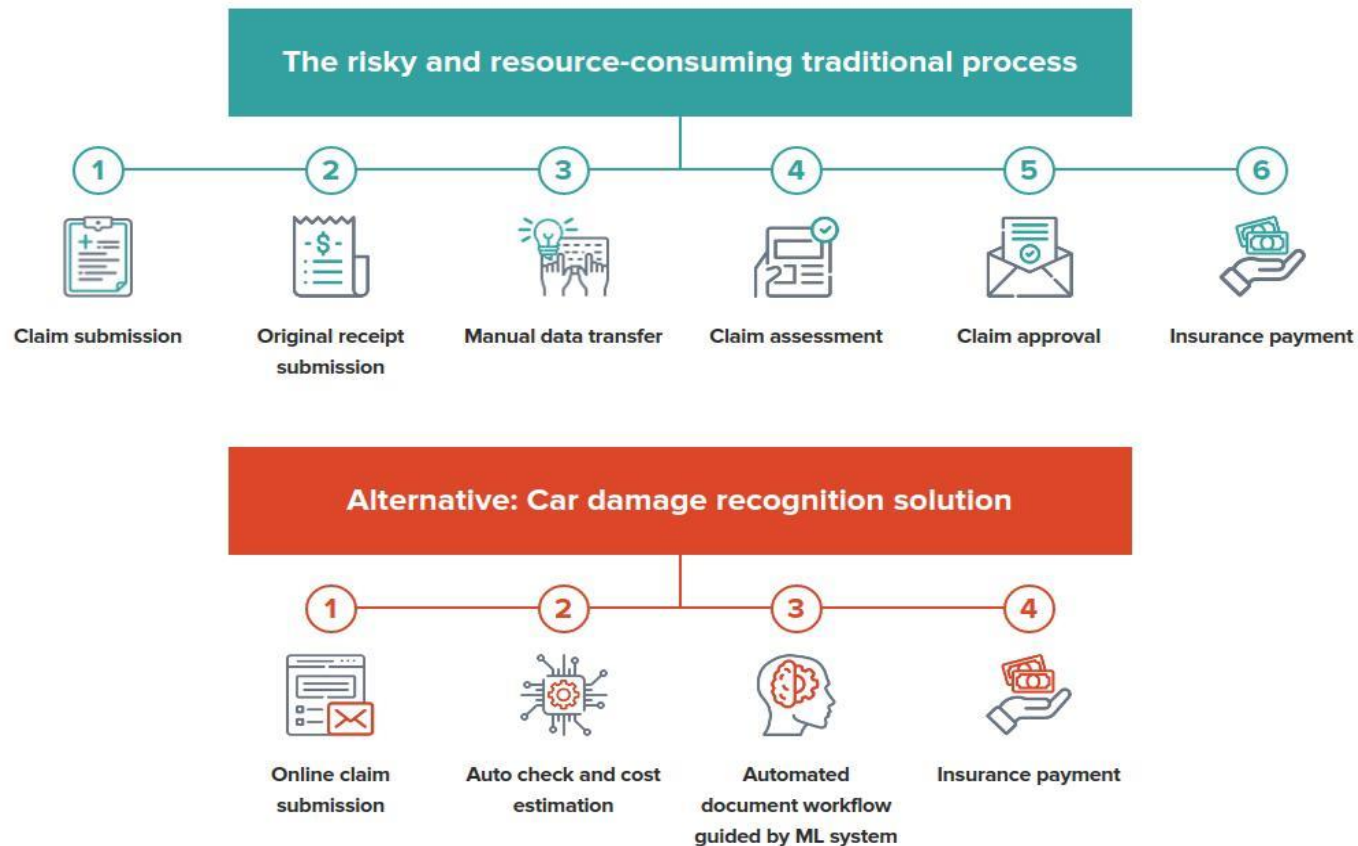 The risky and resource-consuming traditional process
1 2 3 4 5 6
-$-
Claim submission Original receipt Manual data transfer Claim assessment Claim approval Insurance payment
submission
Alternative: Car damage recognition solution
1 2 3 4
Online claim Auto check and cost Automated Insurance payment
submission estimation document workflow
guided by ML system